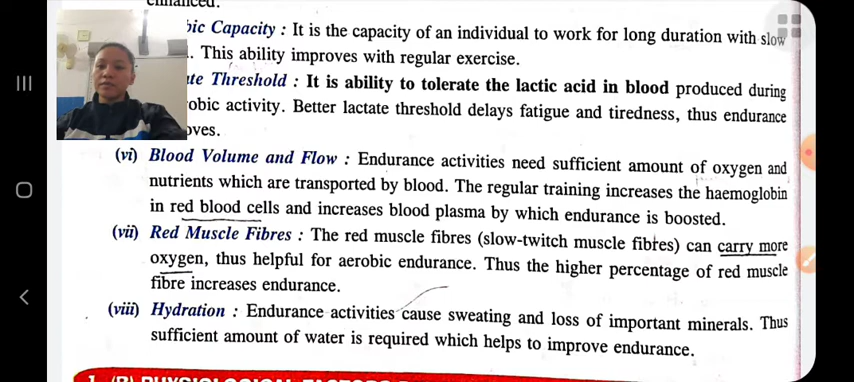 enhanced.
bic Capacity : It is the capacity of an individual to work for long duration with slow
. This ability improves with regular exercise.
ate Threshold : It is ability to tolerate the lactic acid in blood produced during
robic activity. Better lactate threshold delays fatigue and tiredness, thus endurance
oves.
(vi) Blood Volume and Flow : Endurance activities need sufficient amount of oxygen and
nutrients which are transported by blood. The regular training increases the haemoglobin
in red blood cells and increases blood plasma by which endurance is boosted.
(vii) Red Muscle Fibres : The red muscle fibres (slow-twitch muscle fibres) can carry more
oxygen, thus helpful for aerobic endurance. Thus the higher percentage of red muscle
fibre increases endurance.
(viii) Hydration : Endurance activities cause sweating and loss of important minerals. Thus
sufficient amount of water is required which helps to improve endurance.
1. (B) PHYSIOLOGICAL FACTORS